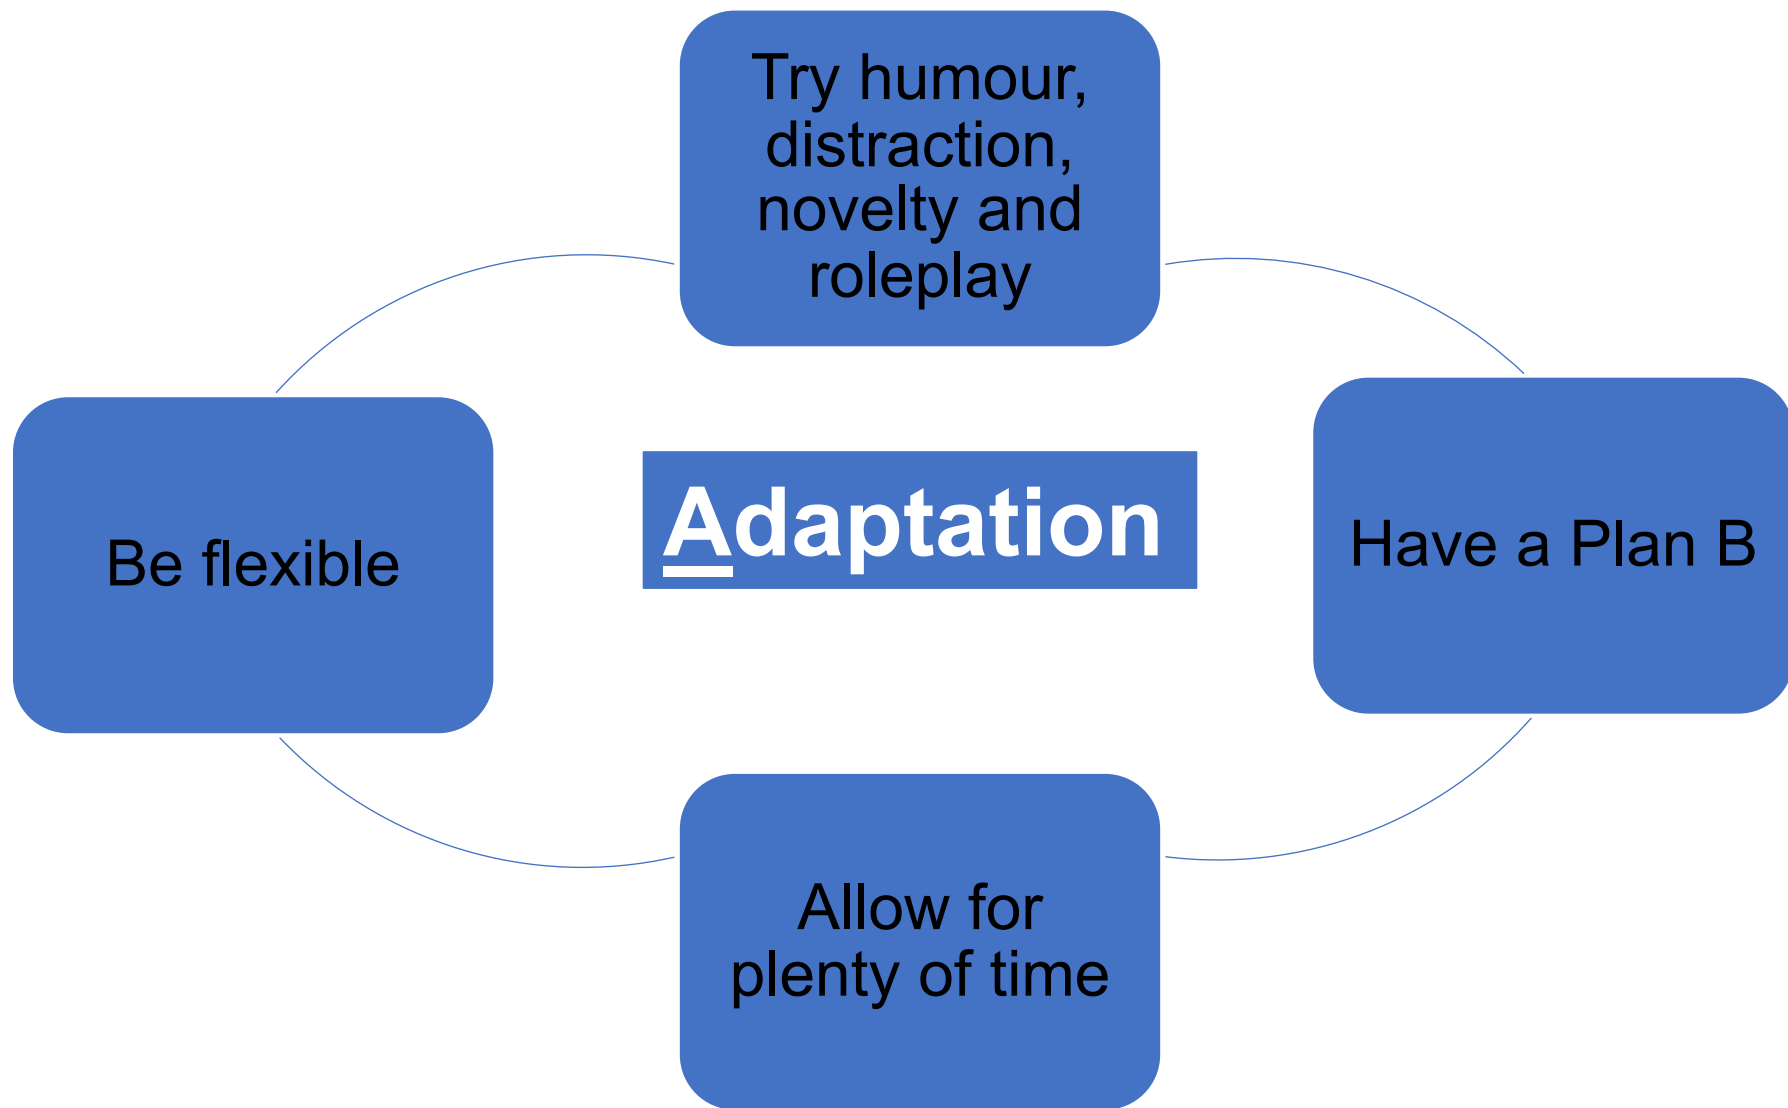 Try humour,
distraction,
novelty and
roleplay
Be flexible
Adaptation
Have a Plan B
Allow for
plenty of time